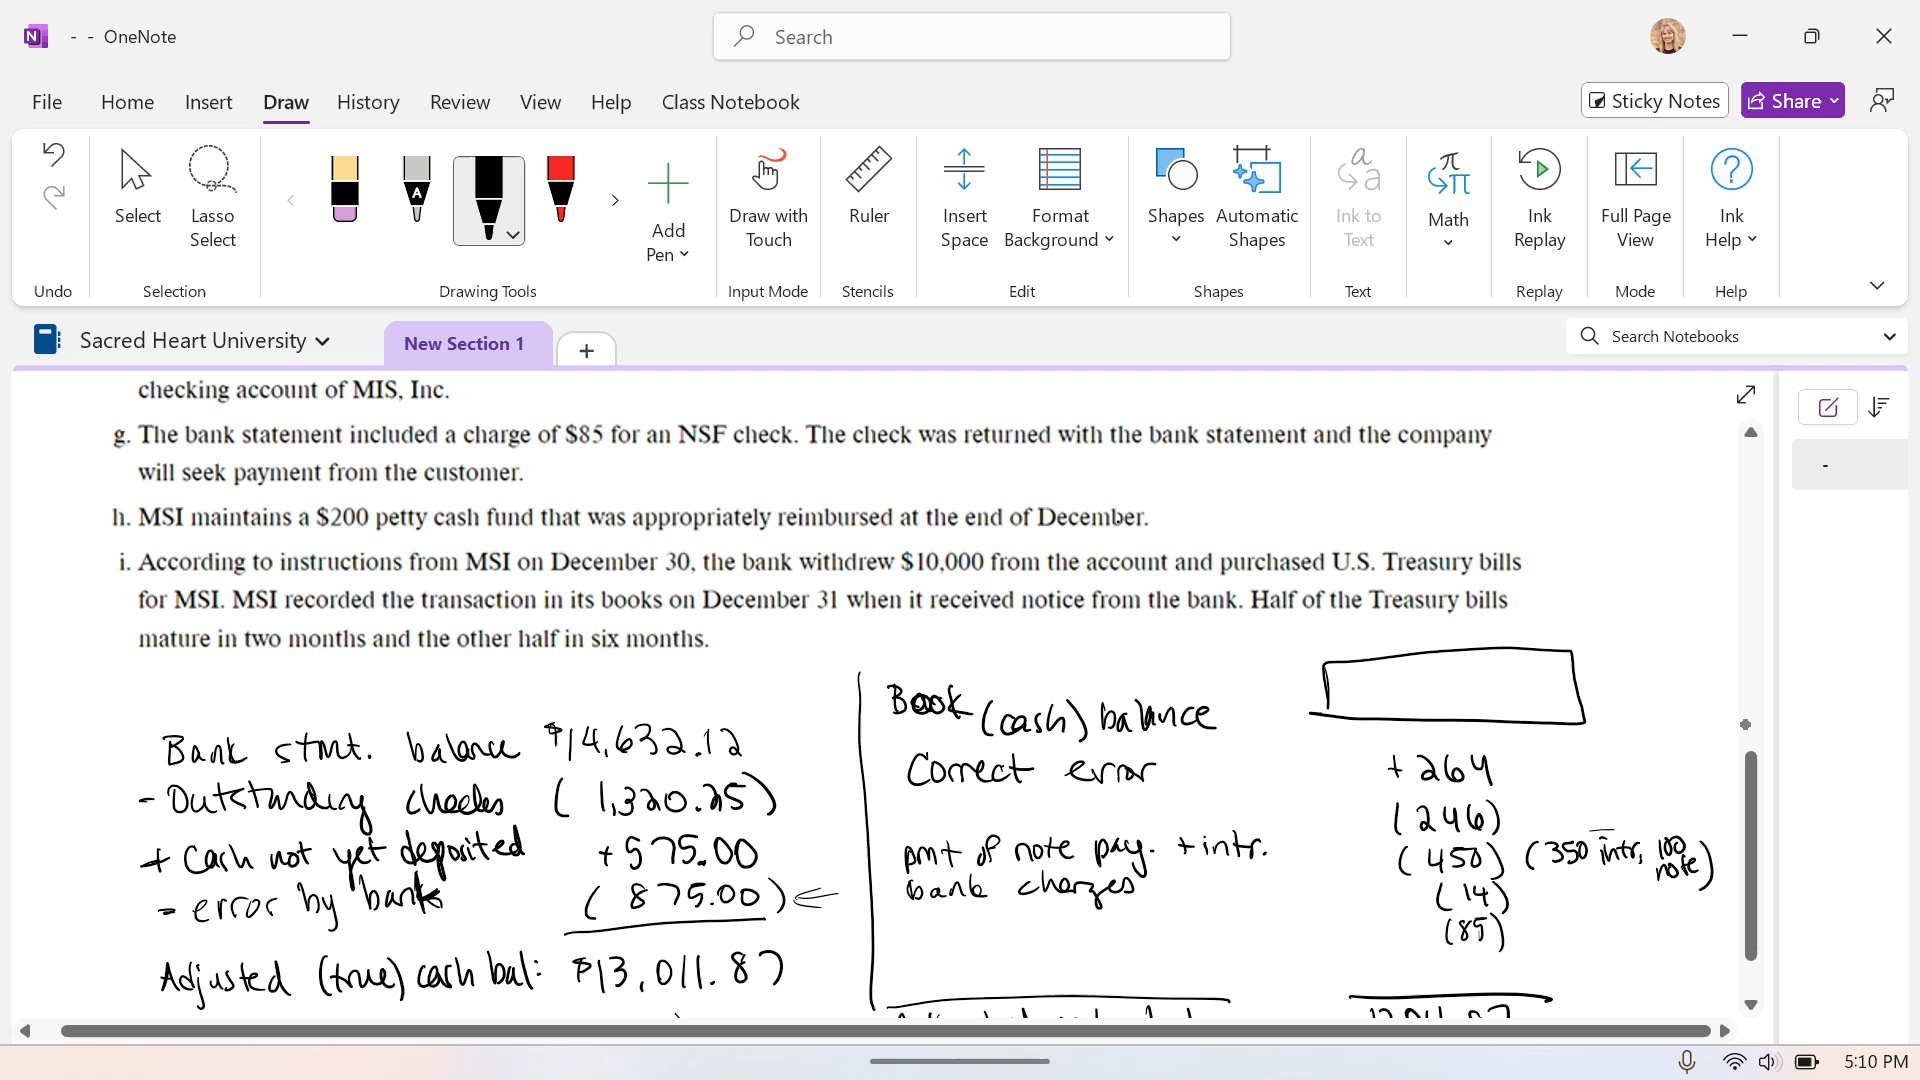 - - OneNote
Search
File Home Insert Draw History Review View Help Class Notebook
Sticky Notes Share
Select
Lasso Select
A
Add Pen
Draw with Touch
Ruler
Insert Space
Format Background
Shapes
Automatic Shapes
Ink to Text
Math
Ink Replay
Full Page View
Ink Help
Undo Selection Drawing Tools Input Mode Stencils Edit Shapes Text Replay Mode Help
Sacred Heart University
New Section 1
+
Search Notebooks
-
checking account of MIS, Inc.
g. The bank statement included a charge of $85 for an NSF check. The check was returned with the bank statement and the company
will seek payment from the customer.
h. MSI maintains a $200 petty cash fund that was appropriately reimbursed at the end of December.
i. According to instructions from MSI on December 30, the bank withdrew $10,000 from the account and purchased U.S. Treasury bills
for MSI. MSI recorded the transaction in its books on December 31 when it received notice from the bank. Half of the Treasury bills
mature in two months and the other half in six months.
Bank stmt. balance $14,632.12
- Outstanding checks (1,320.25)
+ Cash not yet deposited +575.00
- error by bank (875.00)
Adjusted (true) cash bal: $13,011.87
Book (cash) balance
Correct error +264
(246)
pmt of note pay. + intr. (450) (350 intr, 100 note)
bank charges (14)
(85)
5:10 PM